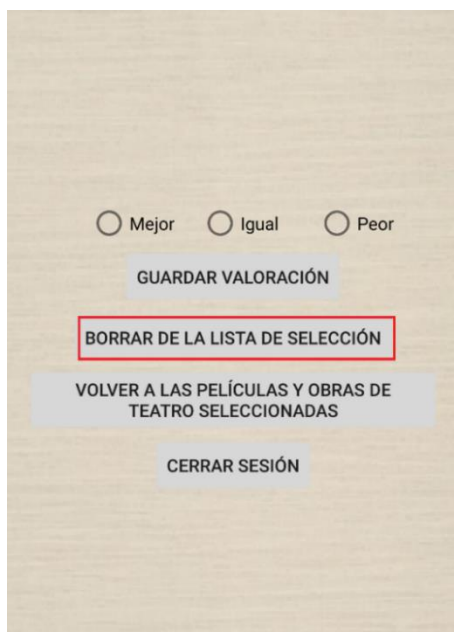 Mejor Igual Peor
GUARDAR VALORACIÓN
BORRAR DE LA LISTA DE SELECCIÓN
VOLVER A LAS PELÍCULAS Y OBRAS DE
TEATRO SELECCIONADAS
CERRAR SESIÓN